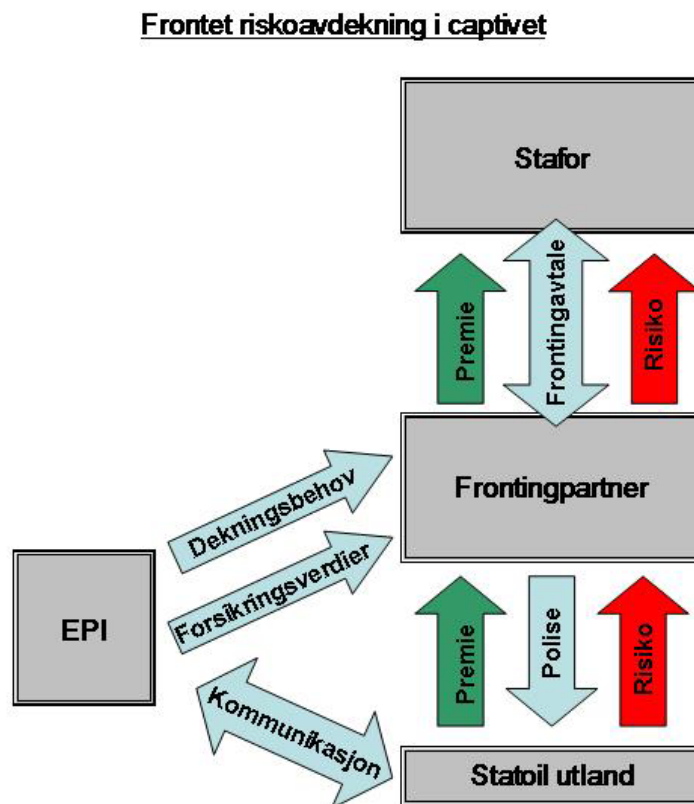 Frontet riskoavdekning i captivet
Stafor
Premie
Frontingavtale
Risiko
Dekningsbehov
Frontingpartner
Forsikringsverdier
EPI
Premie
Polise
Risiko
Kommunikasjon
Statoil utland